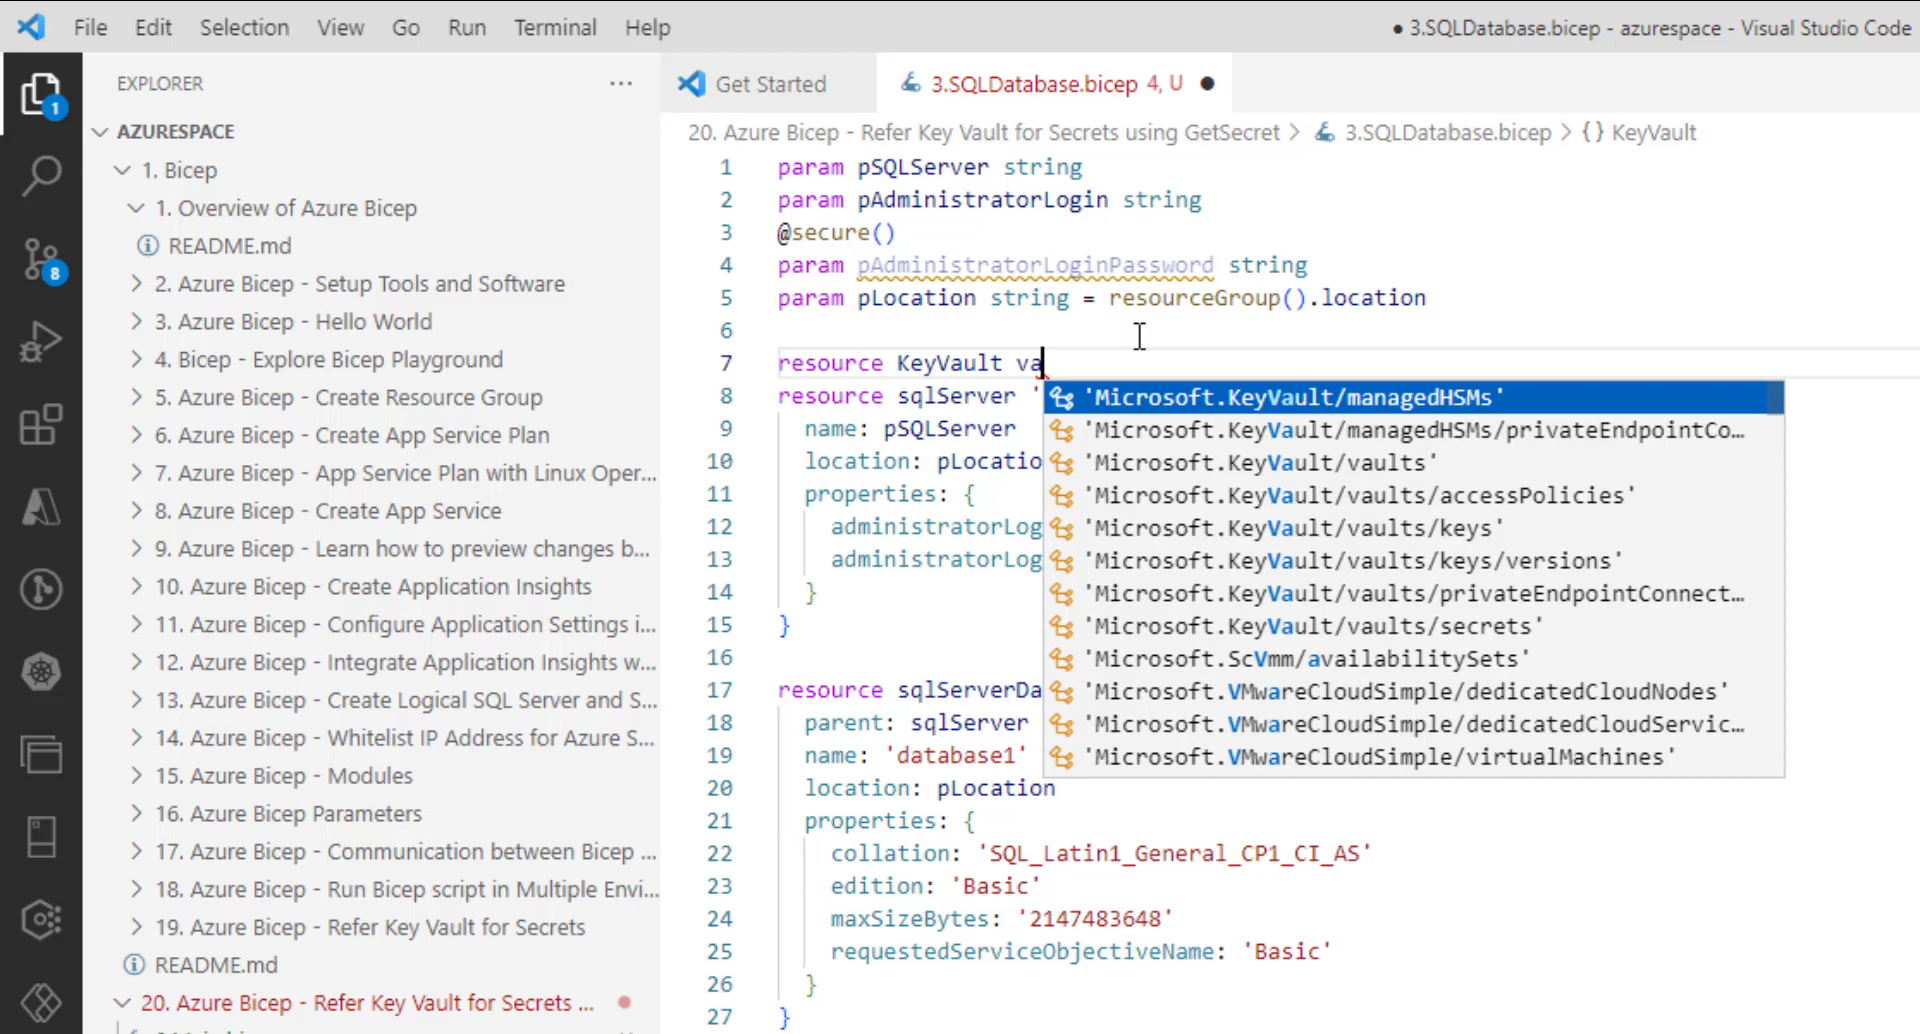 File Edit Selection View Go Run Terminal Help
● 3.SQLDatabase.bicep - azurespace - Visual Studio Code
EXPLORER ...
AZURESPACE
1. Bicep
1. Overview of Azure Bicep
README.md
2. Azure Bicep - Setup Tools and Software
3. Azure Bicep - Hello World
4. Bicep - Explore Bicep Playground
5. Azure Bicep - Create Resource Group
6. Azure Bicep - Create App Service Plan
7. Azure Bicep - App Service Plan with Linux Oper...
8. Azure Bicep - Create App Service
9. Azure Bicep - Learn how to preview changes b...
10. Azure Bicep - Create Application Insights
11. Azure Bicep - Configure Application Settings i...
12. Azure Bicep - Integrate Application Insights w...
13. Azure Bicep - Create Logical SQL Server and S...
14. Azure Bicep - Whitelist IP Address for Azure S...
15. Azure Bicep - Modules
16. Azure Bicep Parameters
17. Azure Bicep - Communication between Bicep ...
18. Azure Bicep - Run Bicep script in Multiple Envi...
19. Azure Bicep - Refer Key Vault for Secrets
README.md
20. Azure Bicep - Refer Key Vault for Secrets ...
1
8
Get Started
3.SQLDatabase.bicep 4, U ●
20. Azure Bicep - Refer Key Vault for Secrets using GetSecret > 3.SQLDatabase.bicep > {} KeyVault
1 param pSQLServer string
2 param pAdministratorLogin string
3 @secure()
4 param pAdministratorLoginPassword string
5 param pLocation string = resourceGroup().location
6
7 resource KeyVault va
8 resource sqlServer '
9 name: pSQLServer
10 location: pLocatio
11 properties: {
12 administratorLog
13 administratorLog
14 }
15 }
16
17 resource sqlServerDa
18 parent: sqlServer
19 name: 'database1'
20 location: pLocation
21 properties: {
22 collation: 'SQL_Latin1_General_CP1_CI_AS'
23 edition: 'Basic'
24 maxSizeBytes: '2147483648'
25 requestedServiceObjectiveName: 'Basic'
26 }
27 }
'Microsoft.KeyVault/managedHSMs'
'Microsoft.KeyVault/managedHSMs/privateEndpointCo...
'Microsoft.KeyVault/vaults'
'Microsoft.KeyVault/vaults/accessPolicies'
'Microsoft.KeyVault/vaults/keys'
'Microsoft.KeyVault/vaults/keys/versions'
'Microsoft.KeyVault/vaults/privateEndpointConnect...
'Microsoft.KeyVault/vaults/secrets'
'Microsoft.ScVmm/availabilitySets'
'Microsoft.VMwareCloudSimple/dedicatedCloudNodes'
'Microsoft.VMwareCloudSimple/dedicatedCloudServic...
'Microsoft.VMwareCloudSimple/virtualMachines'